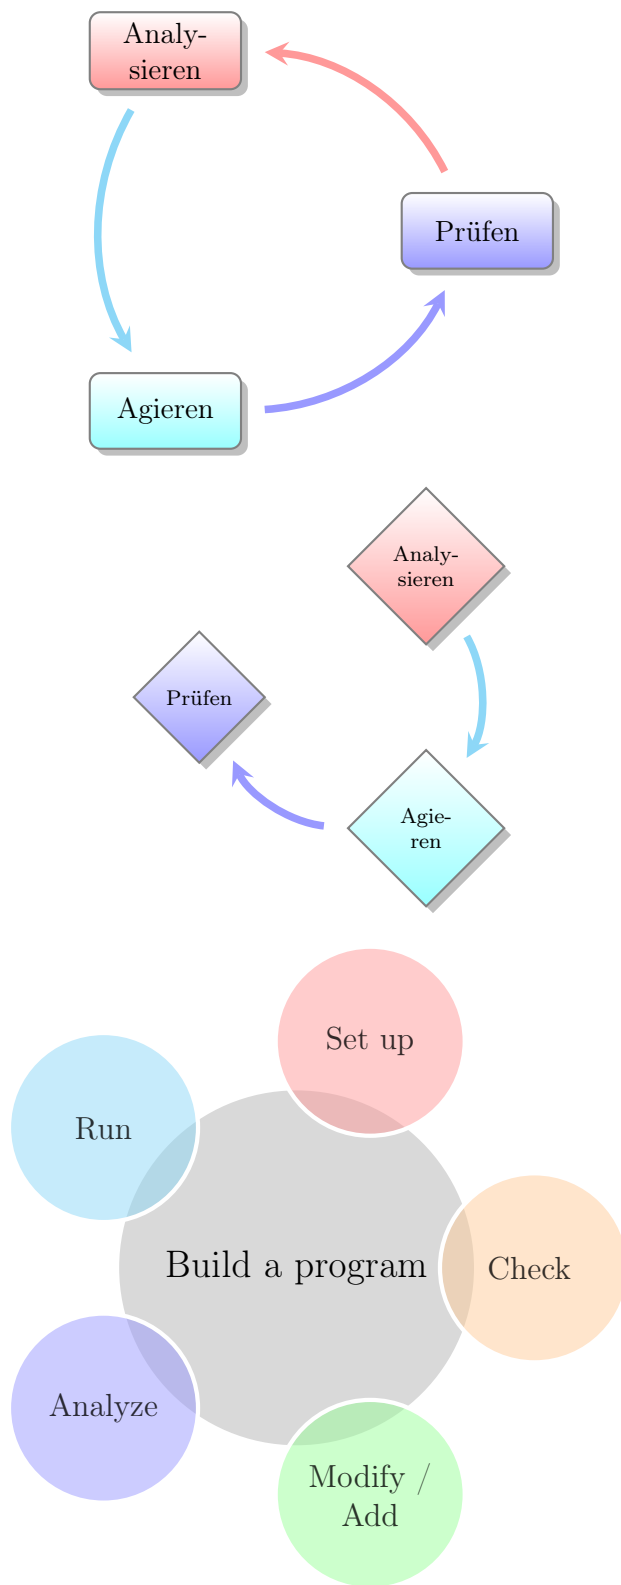 Analy-
sieren
Prüfen
Agieren
Analy-
sieren
Prüfen
Agie-
ren
Set up
Run
Build a program
Check
Analyze
Modify /
Add